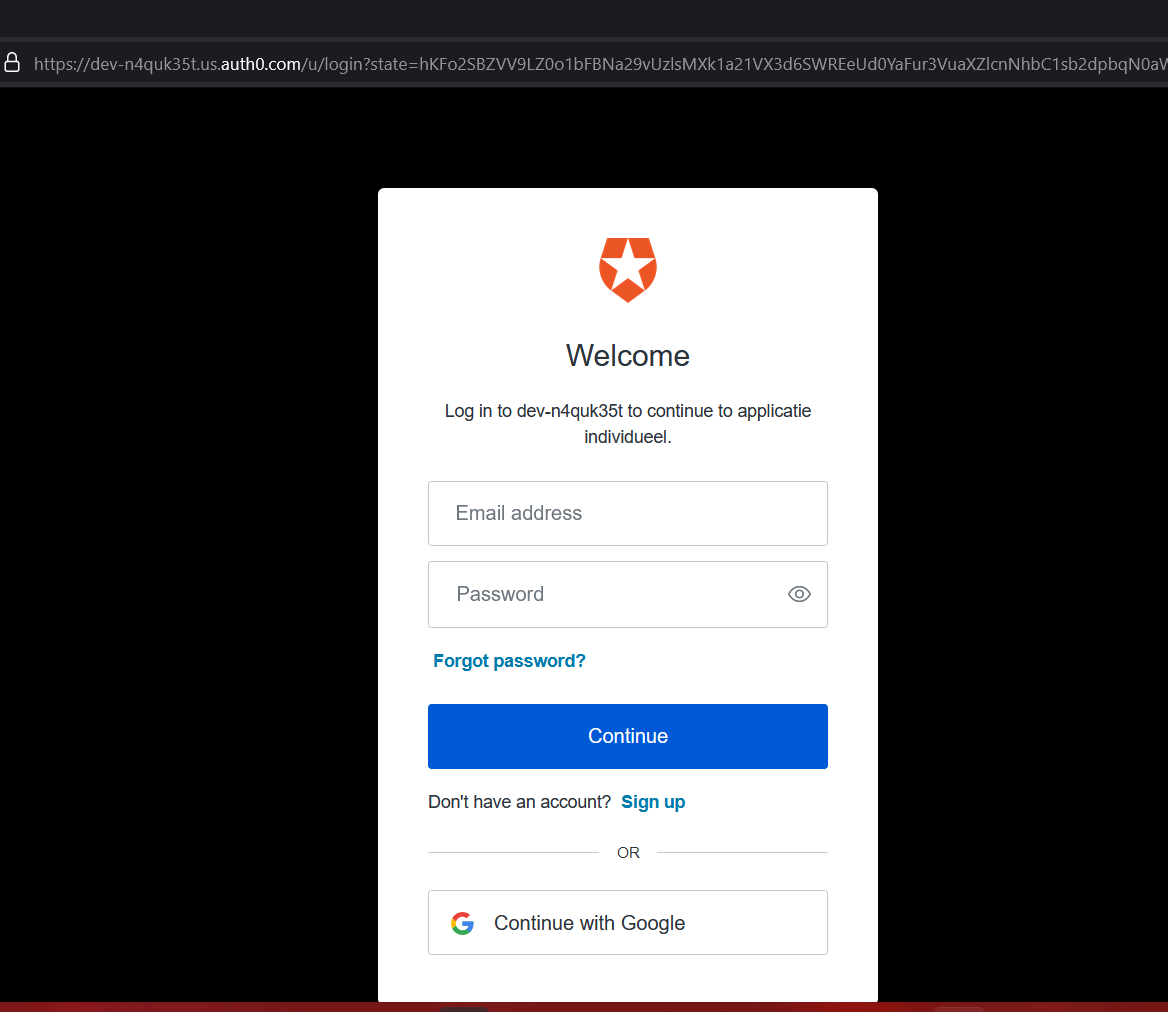 https://dev-n4quk35t.us.auth0.com/u/login?state=hKFo2SBZVV9LZ0o1bFBNa29vUzlsMXk1a21VX3d6SWREeUd0YaFur3VuaXZlcnNhbC1sb2dpbqN0aW
Welcome
Log in to dev-n4quk35t to continue to applicatie
individueel.
Email address
Password
Forgot password?
Continue
Don't have an account? Sign up
OR
Continue with Google